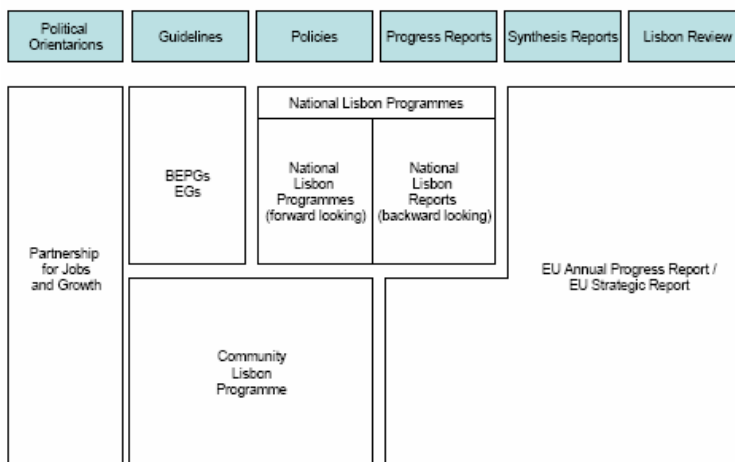 Political
Orientarions
Guidelines
Policies
Progress Reports
Synthesis Reports
Lisbon Review
National Lisbon Programmes
BEPGs
EGs
National
Lisbon
Programmes
(forward looking)
National
Lisbon
Reports
(backward looking)
Partnership
for Jobs
and Growth
EU Annual Progress Report /
EU Strategic Report
Community
Lisbon
Programme